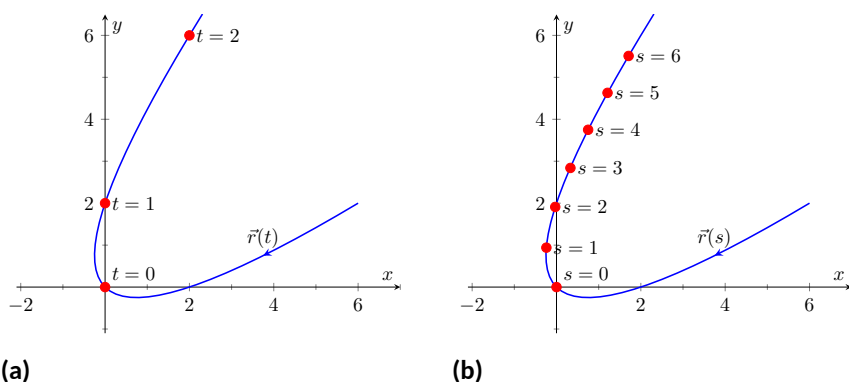 y
6
t = 2
4
2
t = 1
r⃗(t)
t = 0
x
−2
2
4
6
(a)
y
6
s = 6
s = 5
4
s = 4
s = 3
2
s = 2
s = 1
r⃗(s)
s = 0
x
−2
2
4
6
(b)